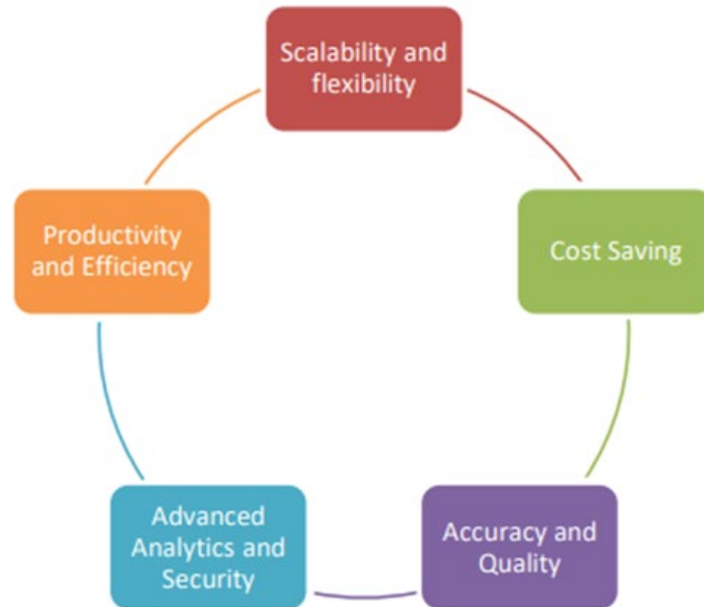 Scalability and
flexibility
Cost Saving
Accuracy and
Quality
Advanced
Analytics and
Security
Productivity
and Efficiency